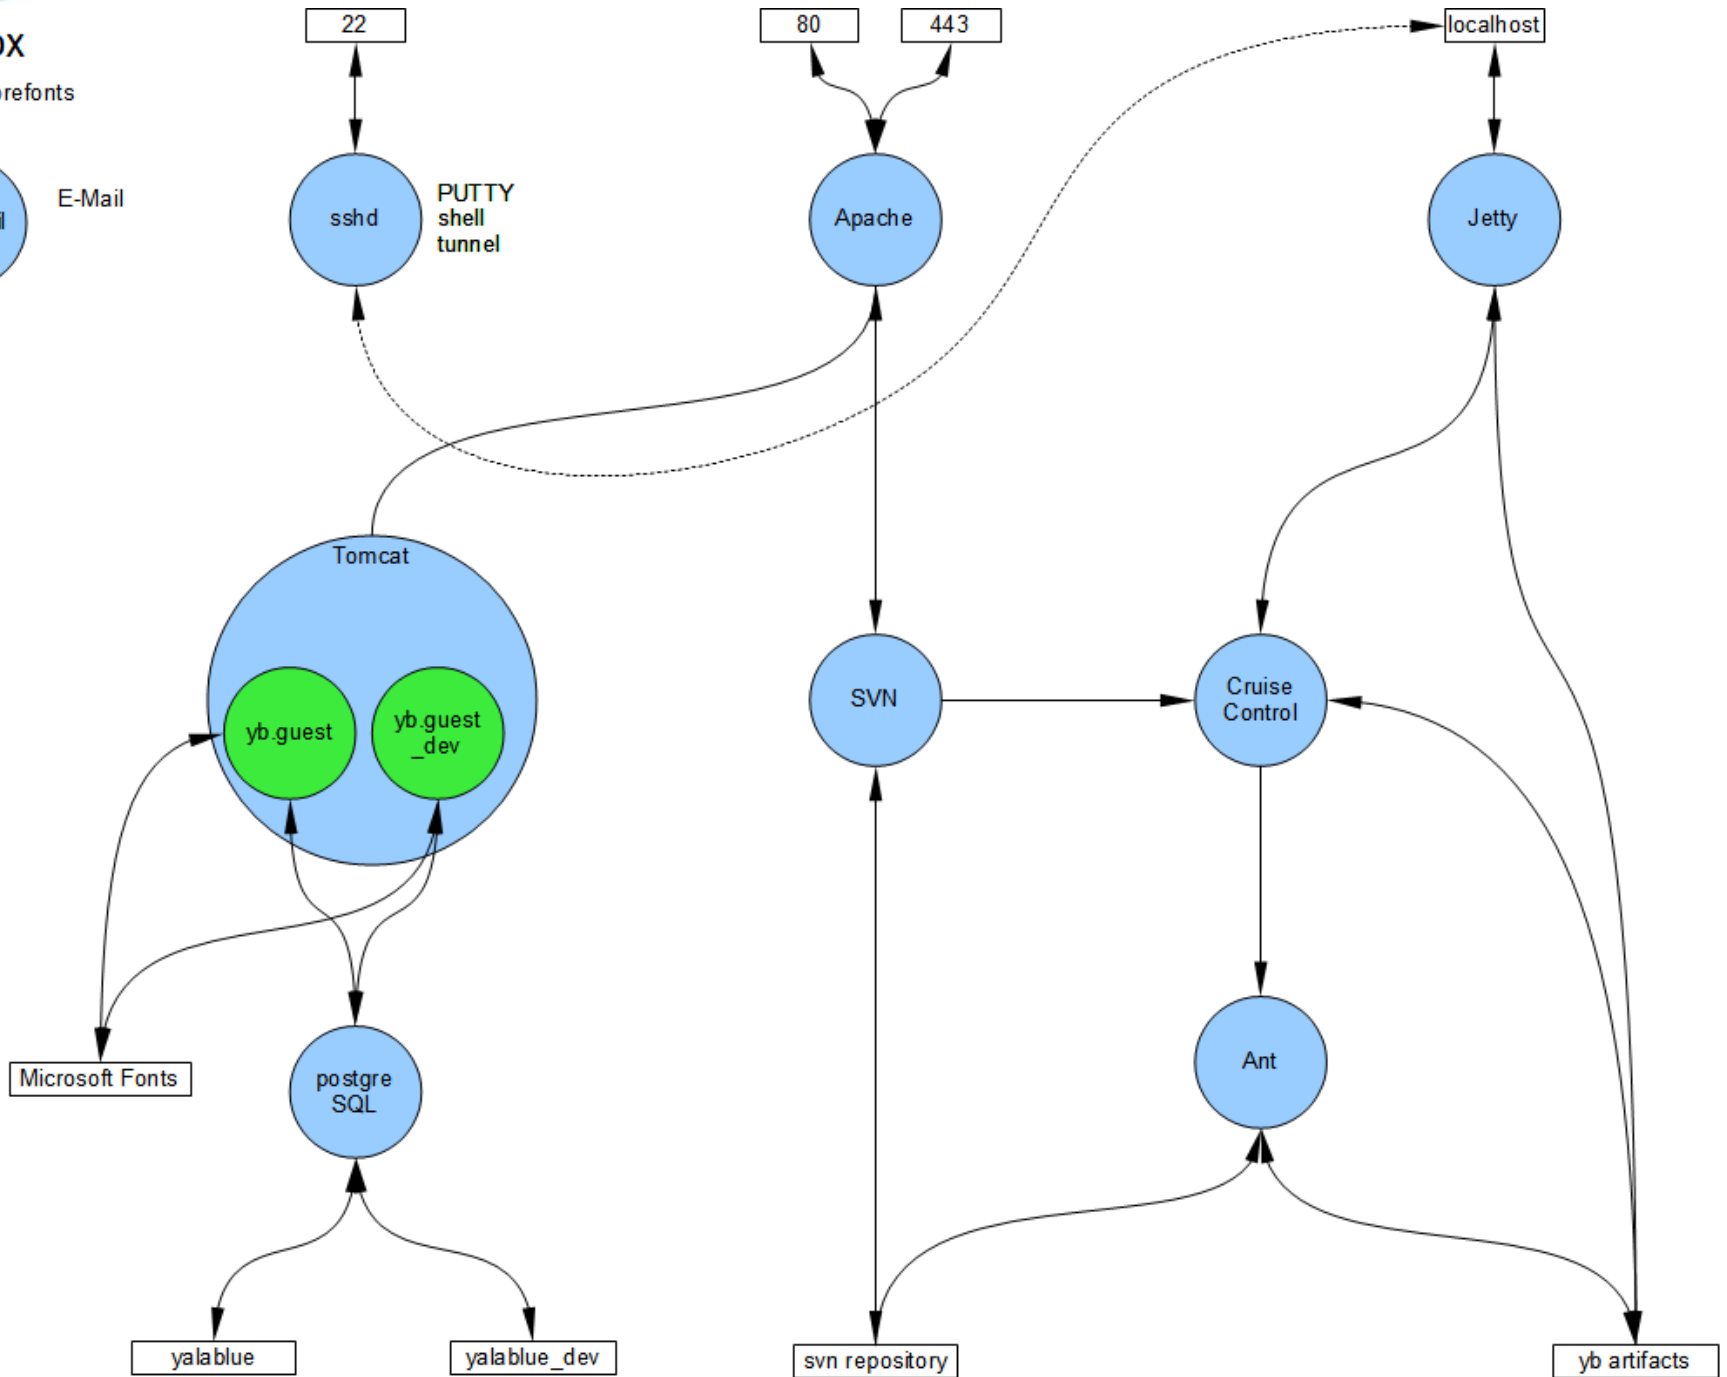 22
80
443
localhost
E-Mail
sshd
PUTTY
shell
tunnel
Apache
Jetty
Tomcat
yb.guest
yb.guest
_dev
SVN
Cruise
Control
Microsoft Fonts
postgre
SQL
Ant
yalablue
yalablue_dev
svn repository
yb artifacts